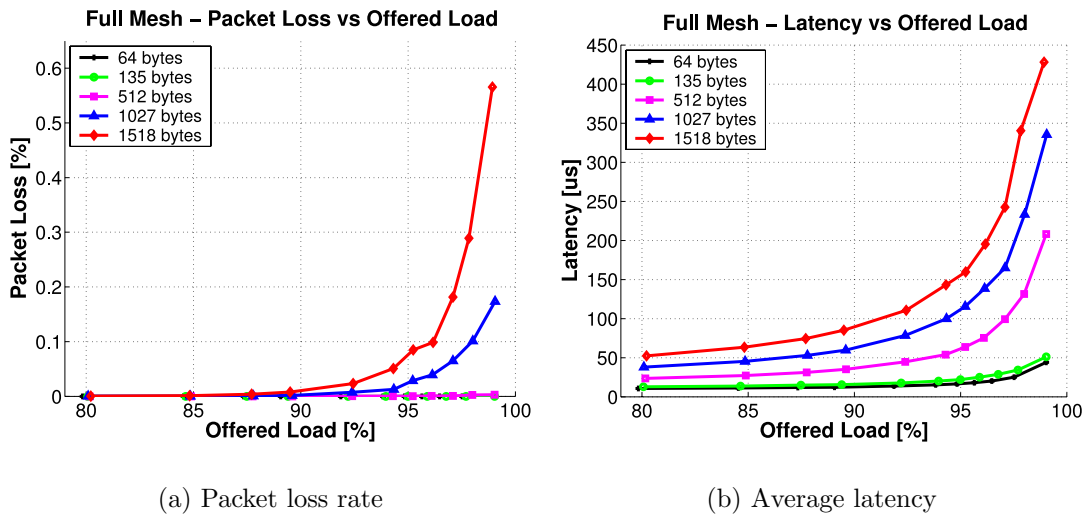 Full Mesh – Packet Loss vs Offered Load
0.6
0.5
0.4
0.3
0.2
0.1
0
Packet Loss [%]
64 bytes
135 bytes
512 bytes
1027 bytes
1518 bytes
80 85 90 95 100
Offered Load [%]
(a) Packet loss rate
Full Mesh – Latency vs Offered Load
450
400
350
300
250
200
150
100
50
0
Latency [us]
64 bytes
135 bytes
512 bytes
1027 bytes
1518 bytes
80 85 90 95 100
Offered Load [%]
(b) Average latency